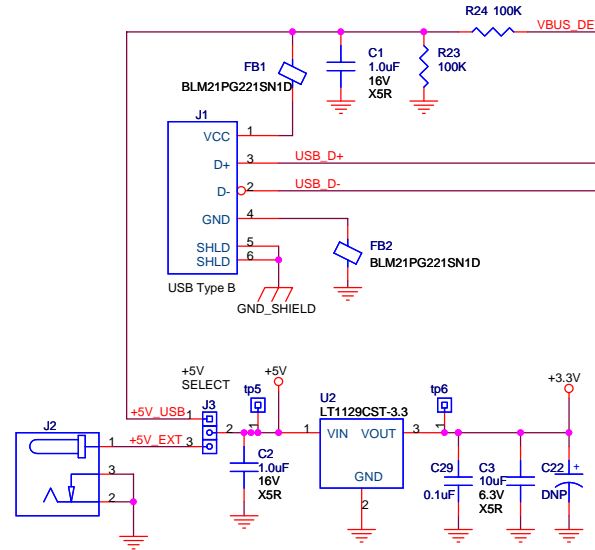 R24 100K
VBUS_DE
FB1
BLM21PG221SN1D
C1
1.0uF
16V
X5R
R23
100K
J1
VCC 1
D+ 3 USB_D+
D- 2 USB_D-
GND 4
SHLD 5
SHLD 6
USB Type B
GND_SHIELD
FB2
BLM21PG221SN1D
+5V
SELECT
J3
+5V_USB 1
2
+5V_EXT 3
J2
1
3
2
tp5
1
+5V
C2
1.0uF
16V
X5R
U2
LT1129CST-3.3
1 VIN VOUT 3
GND
2
tp6
1
+3.3V
C29
0.1uF
C3
10uF
6.3V
X5R
C22
+
DNP